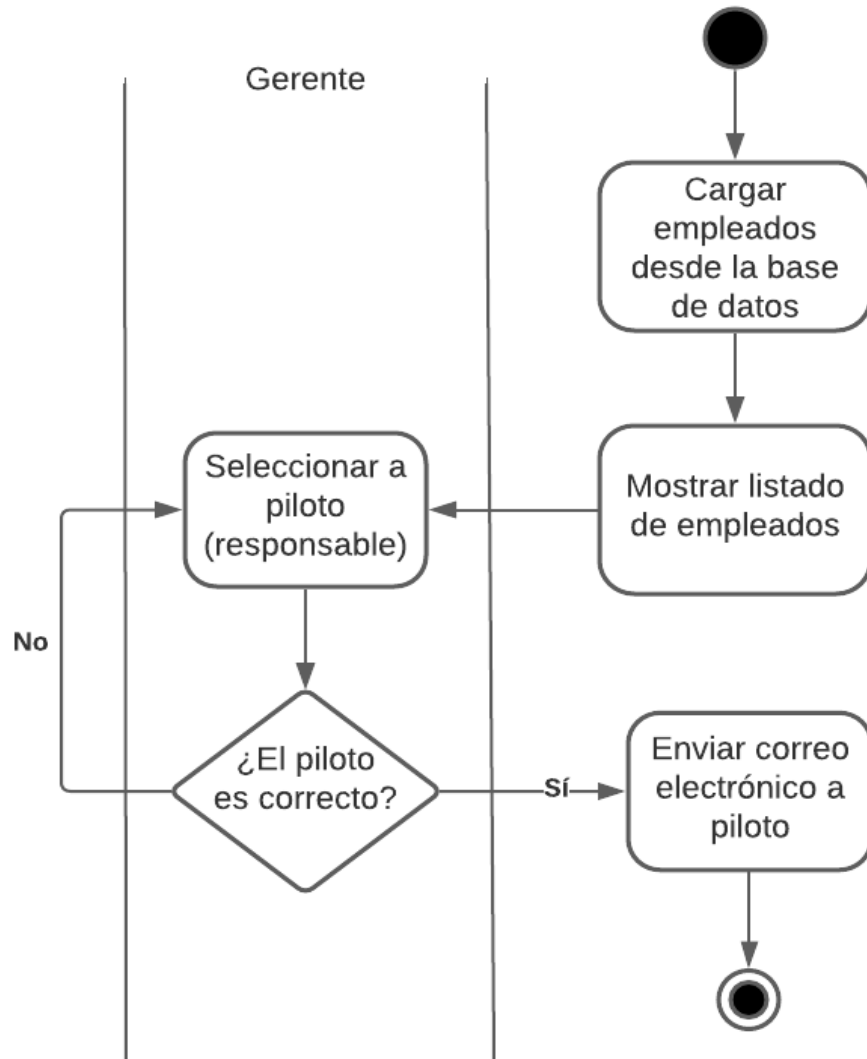 Gerente
Cargar
empleados
desde la base
de datos
Mostrar listado
de empleados
Seleccionar a
piloto
(responsable)
No
¿El piloto
es correcto?
Sí
Enviar correo
electrónico a
piloto